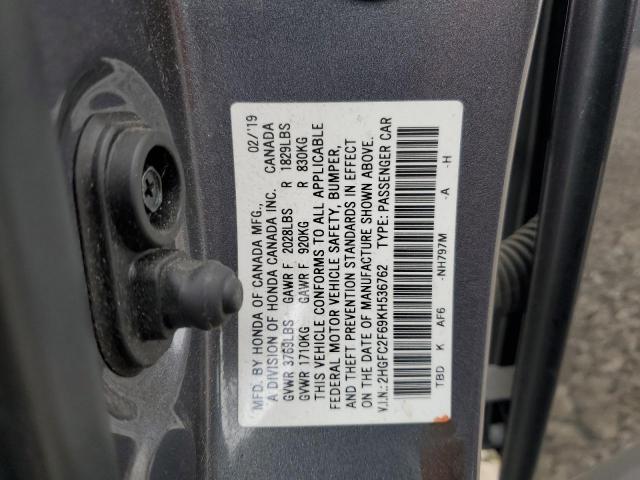 MFD. BY HONDA OF CANADA MFG., 02/'19
A DIVISION OF HONDA CANADA INC. CANADA
GVWR 3769LBS GAWR F 2028LBS R 1829LBS
GVWR 1710KG GAWR F 920KG R 830KG
THIS VEHICLE CONFORMS TO ALL APPLICABLE
FEDERAL MOTOR VEHICLE SAFETY, BUMPER,
AND THEFT PREVENTION STANDARDS IN EFFECT
ON THE DATE OF MANUFACTURE SHOWN ABOVE.
V.I.N.: 2HGFC2F69KH536762 TYPE: PASSENGER CAR
TBD K AF6 -NH797M -A -H